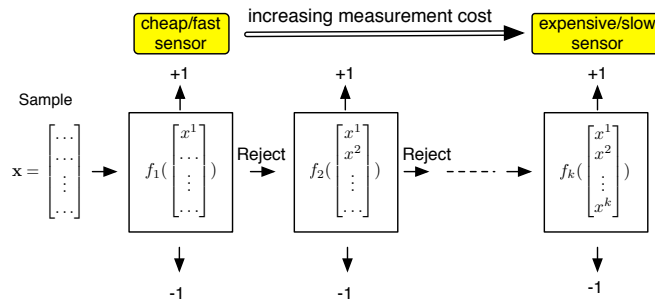 cheap/fast
sensor
increasing measurement cost
expensive/slow
sensor
+1
+1
+1
Sample
x = [… … ⋮ …]
f₁([x¹ … ⋮ …])
Reject
f₂([x¹ x² ⋮ …])
Reject
fₖ([x¹ x² ⋮ xᵏ])
-1
-1
-1